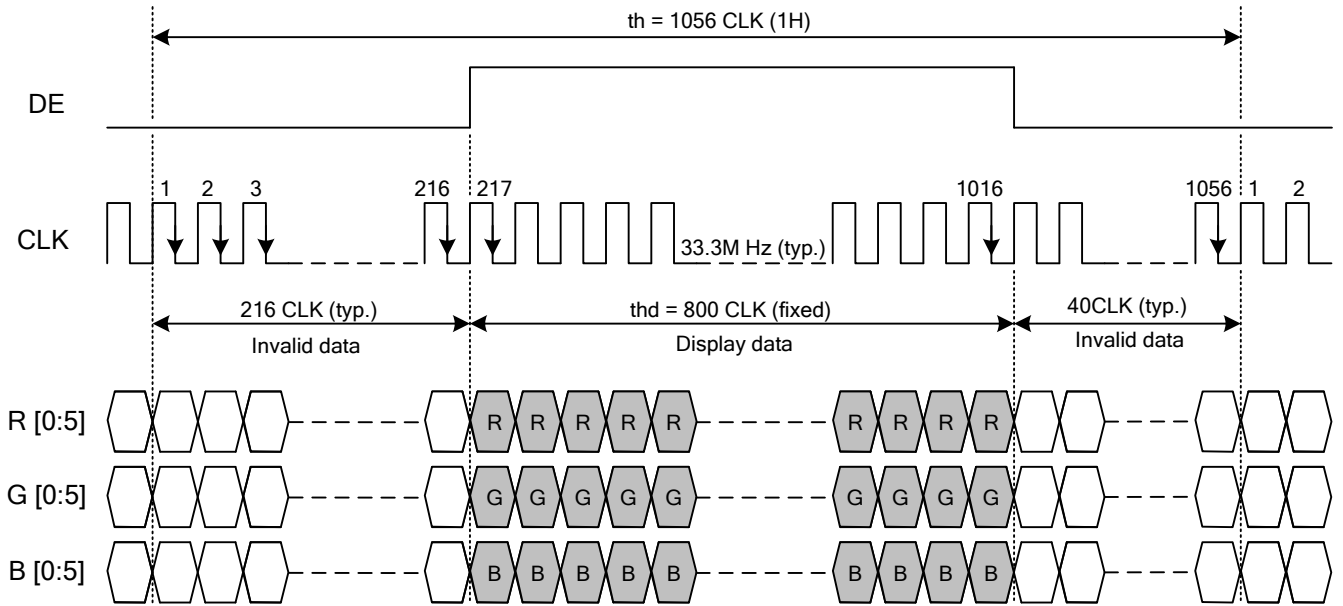 th = 1056 CLK (1H)
DE
1 2 3 216 217 1016 1056 1 2
CLK
33.3M Hz (typ.)
216 CLK (typ.) thd = 800 CLK (fixed) 40CLK (typ.)
Invalid data Display data Invalid data
R [0:5] R R R R R R R R R
G [0:5] G G G G G G G G G
B [0:5] B B B B B B B B B